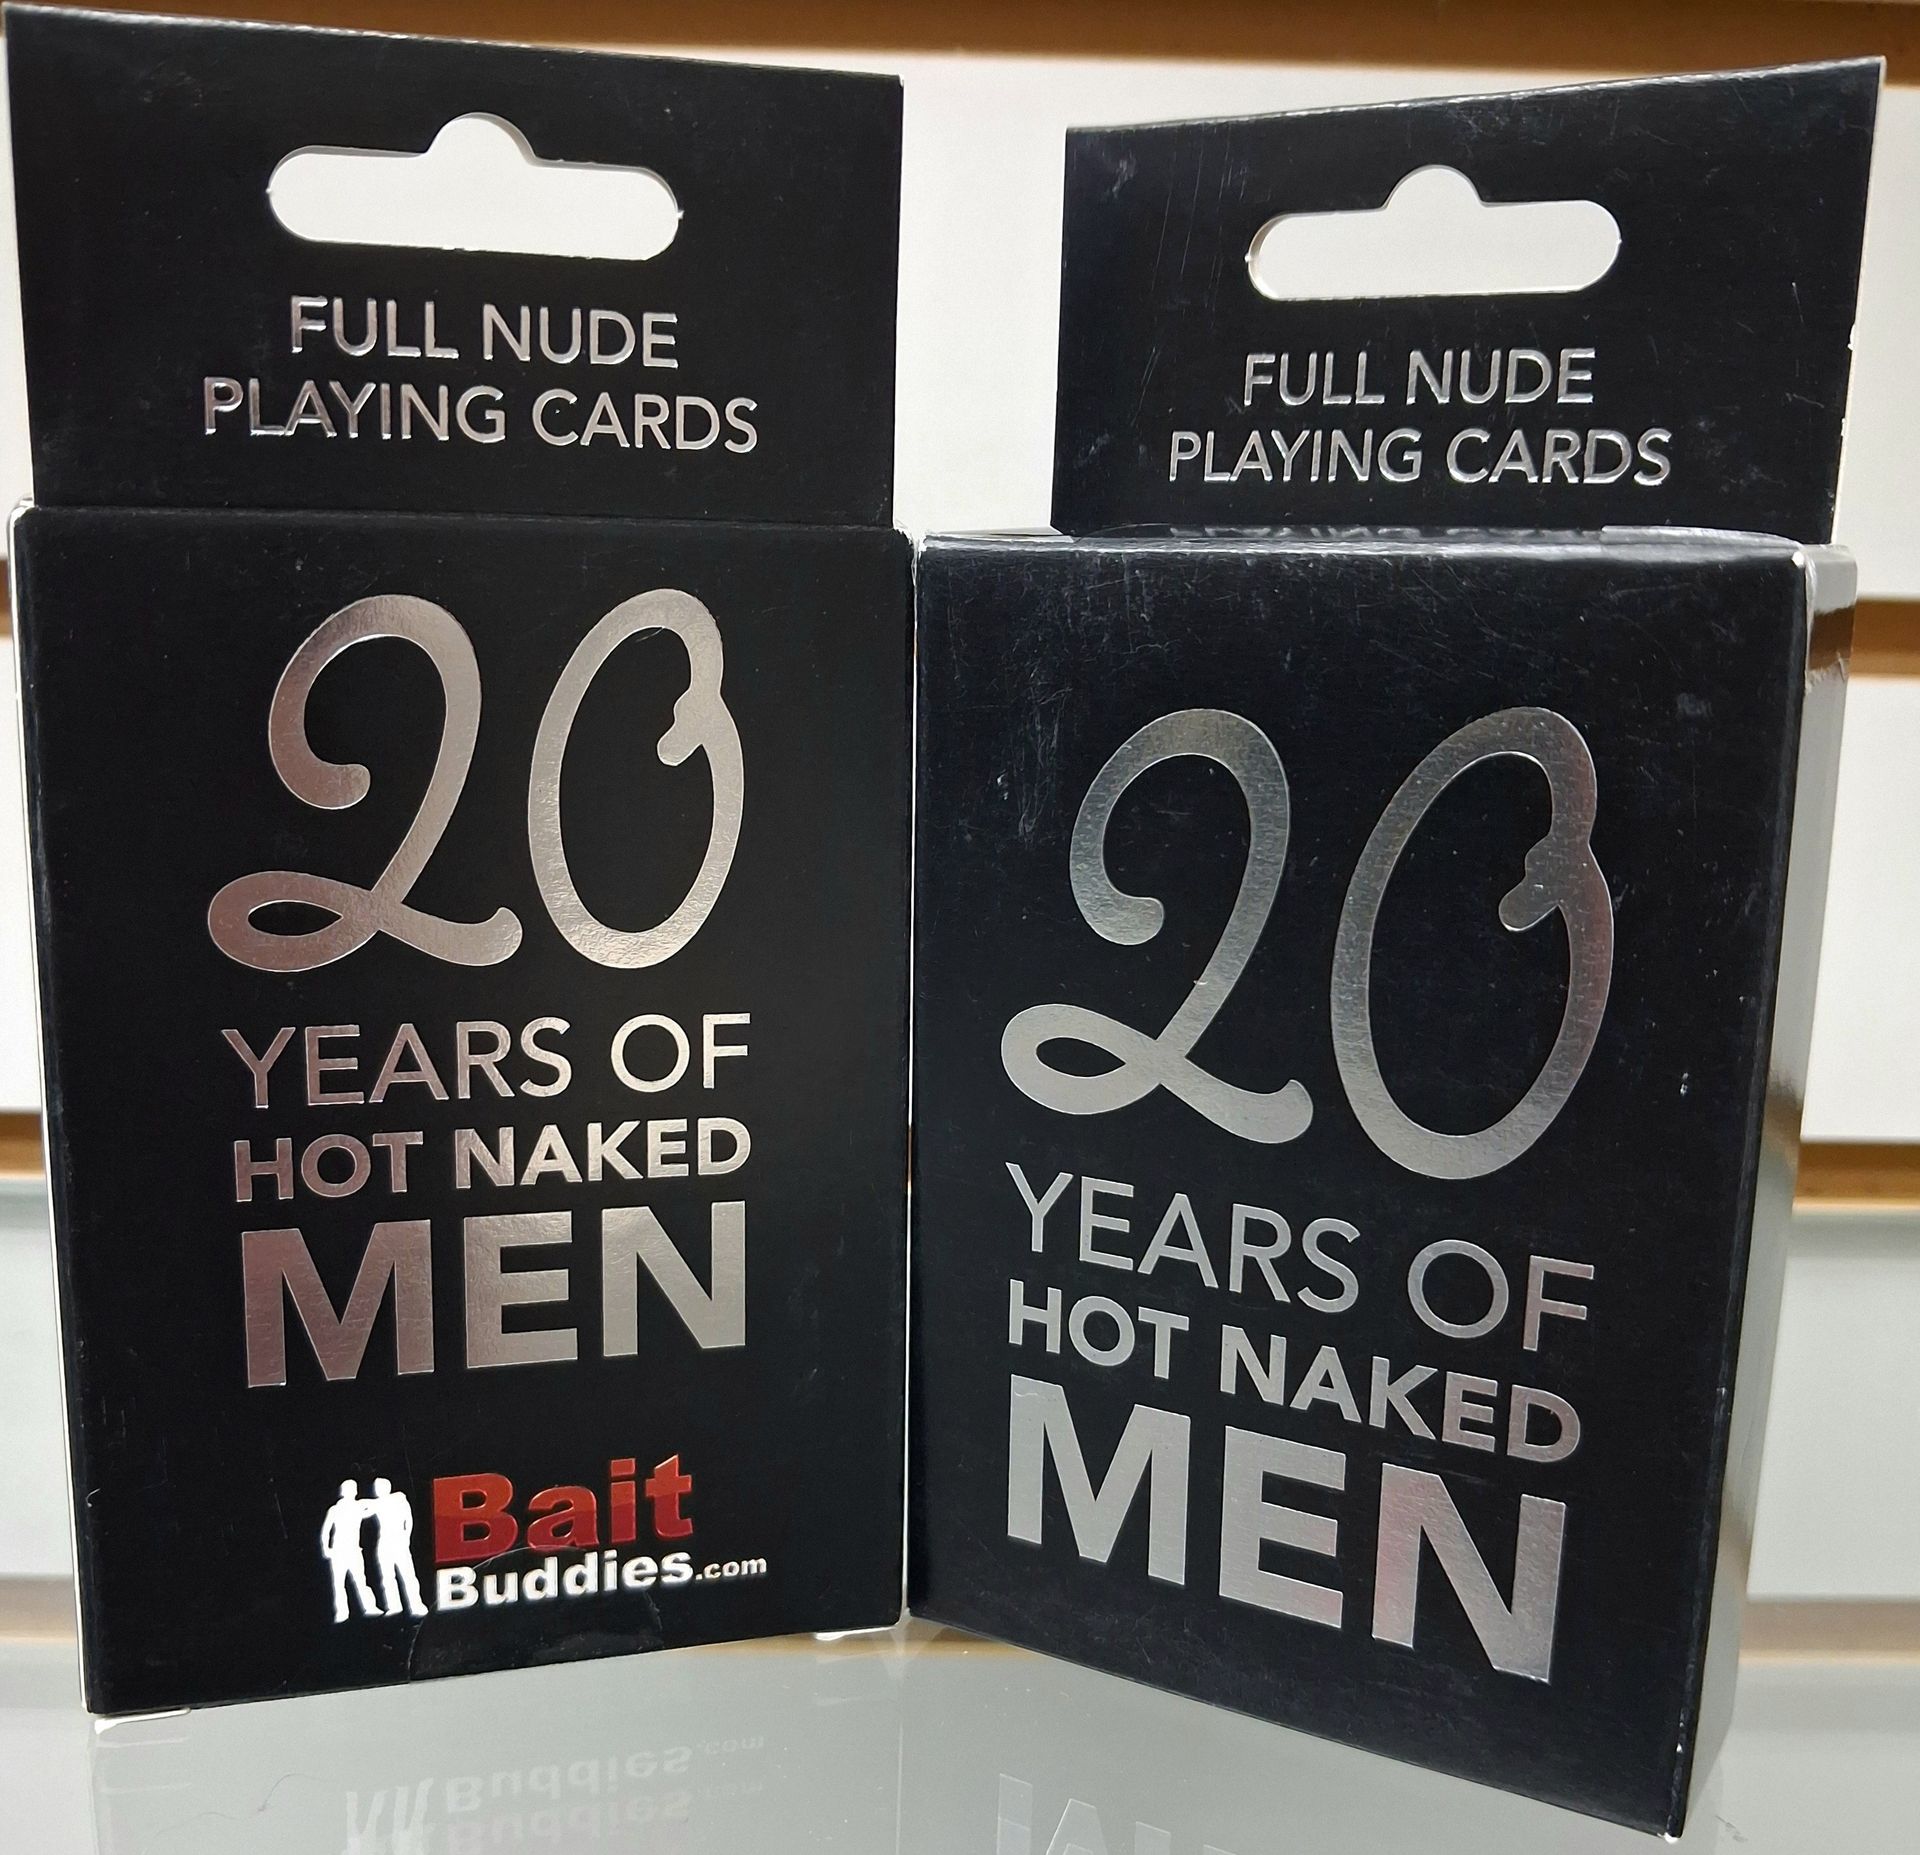 FULL NUDE
PLAYING CARDS
20
YEARS OF
HOT NAKED
MEN
Bait
Buddies.com
FULL NUDE
PLAYING CARDS
20
YEARS OF
HOT NAKED
MEN